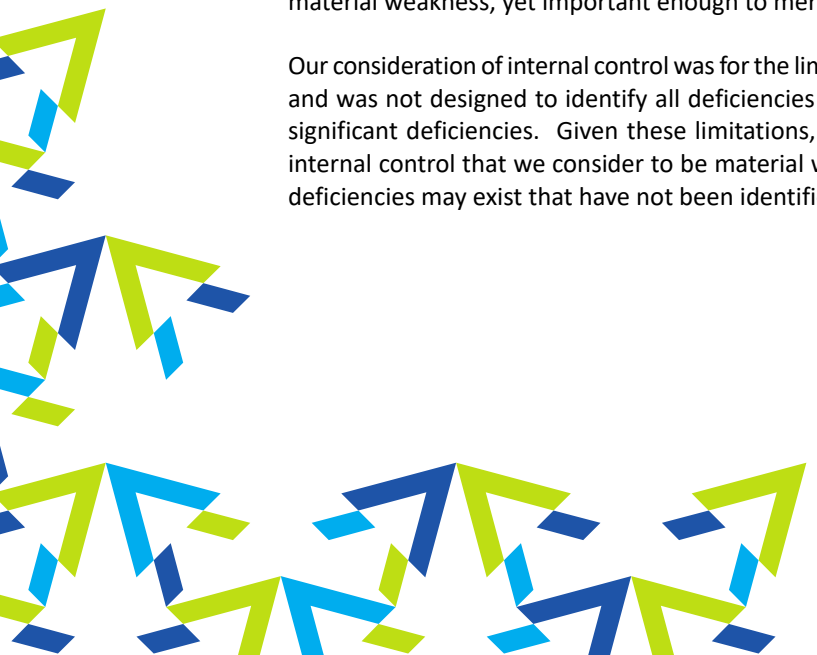 material weakness, yet important enough to mer
Our consideration of internal control was for the lim
and was not designed to identify all deficiencies
significant deficiencies. Given these limitations,
internal control that we consider to be material w
deficiencies may exist that have not been identifi